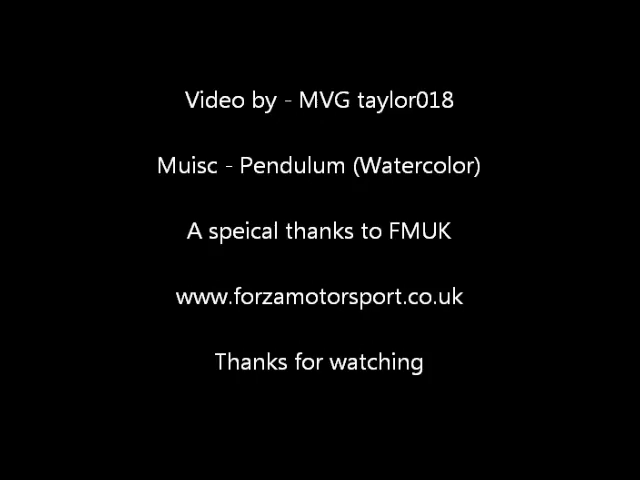 Video by - MVG taylor018
Muisc - Pendulum (Watercolor)
A speical thanks to FMUK
www.forzamotorsport.co.uk
Thanks for watching